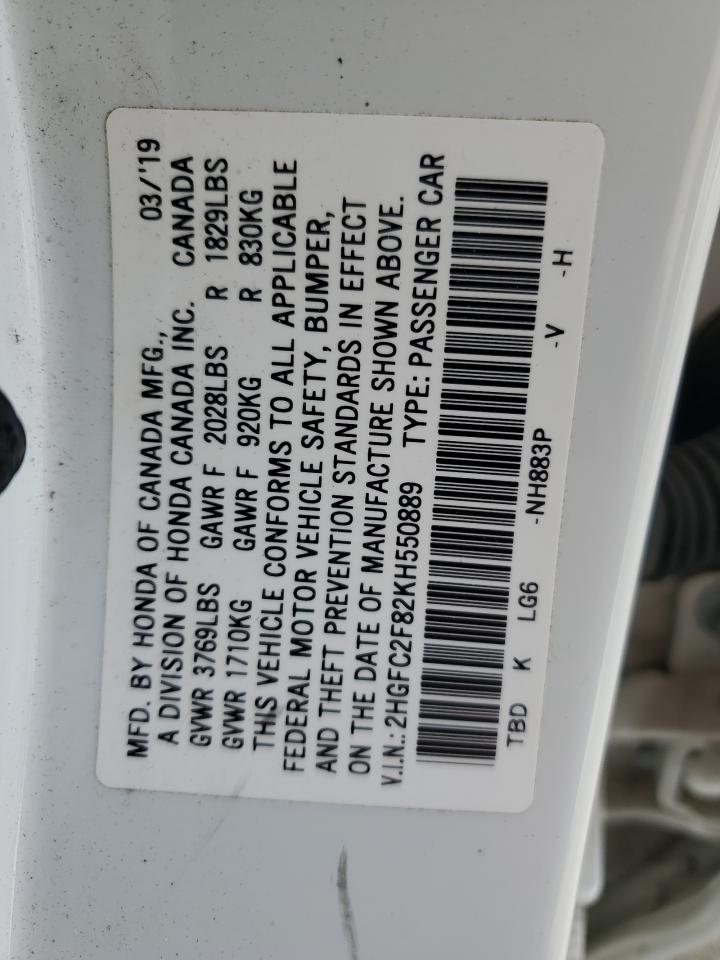 MFD. BY HONDA OF CANADA MFG., 03/'19
A DIVISION OF HONDA CANADA INC. CANADA
GVWR 3769LBS GAWR F 2028LBS R 1829LBS
GVWR 1710KG GAWR F 920KG R 830KG
THIS VEHICLE CONFORMS TO ALL APPLICABLE
FEDERAL MOTOR VEHICLE SAFETY, BUMPER,
AND THEFT PREVENTION STANDARDS IN EFFECT
ON THE DATE OF MANUFACTURE SHOWN ABOVE.
V.I.N.: 2HGFC2F82KH550889 TYPE: PASSENGER CAR
TBD K LG6 -NH883P -V -H